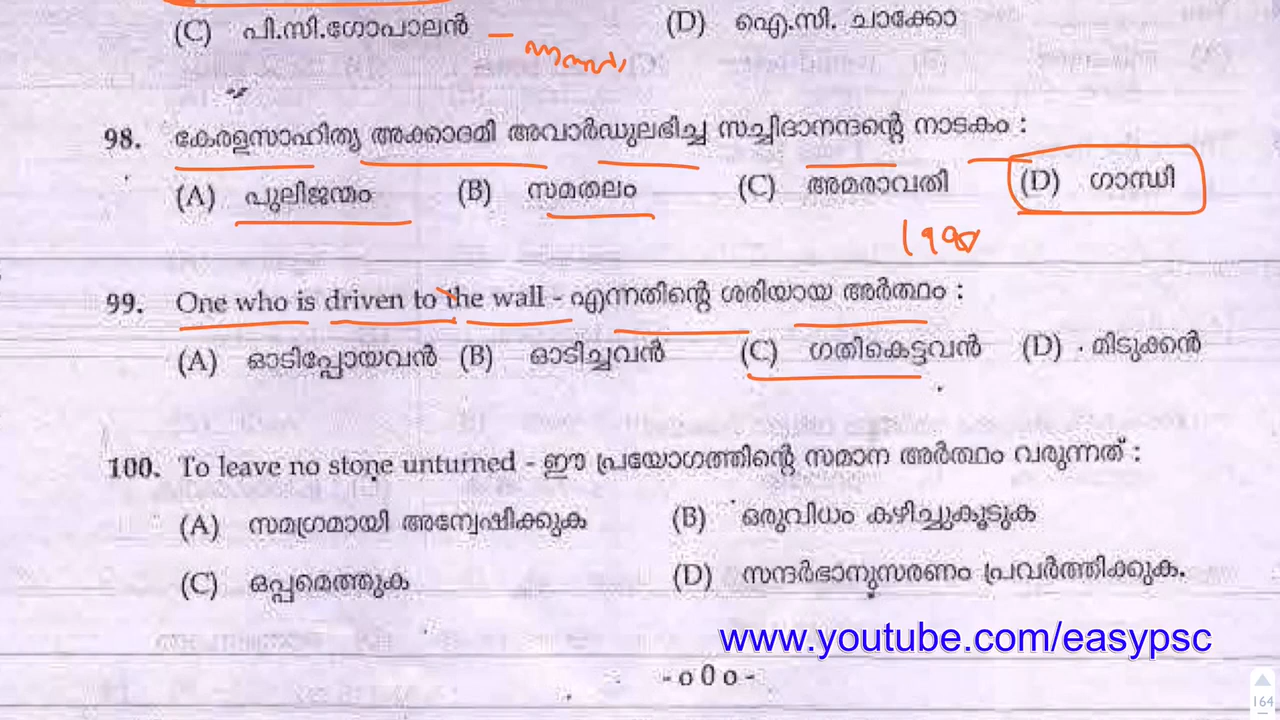 (C) പി.സി.ഗോപാലൻ (D) ഐ.സി. ചാക്കോ
98. കേരളസാഹിത്യ അക്കാദമി അവാർഡുലഭിച്ച സച്ചിദാനന്ദന്റെ നാടകം :
(A) പുലിജന്മം (B) സമതലം (C) അമരാവതി (D) ഗാന്ധി
99. One who is driven to the wall - എന്നതിന്റെ ശരിയായ അർത്ഥം :
(A) ഓടിപ്പോയവൻ (B) ഓടിച്ചവൻ (C) ഗതികെട്ടവൻ (D) മിടുക്കൻ
100. To leave no stone unturned - ഈ പ്രയോഗത്തിന്റെ സമാന അർത്ഥം വരുന്നത് :
(A) സമഗ്രമായി അന്വേഷിക്കുക (B) ഒരുവിധം കഴിച്ചുകൂടുക
(C) ഒപ്പമെത്തുക (D) സന്ദർഭാനുസരണം പ്രവർത്തിക്കുക.
www.youtube.com/easypsc
- o 0 o -
164